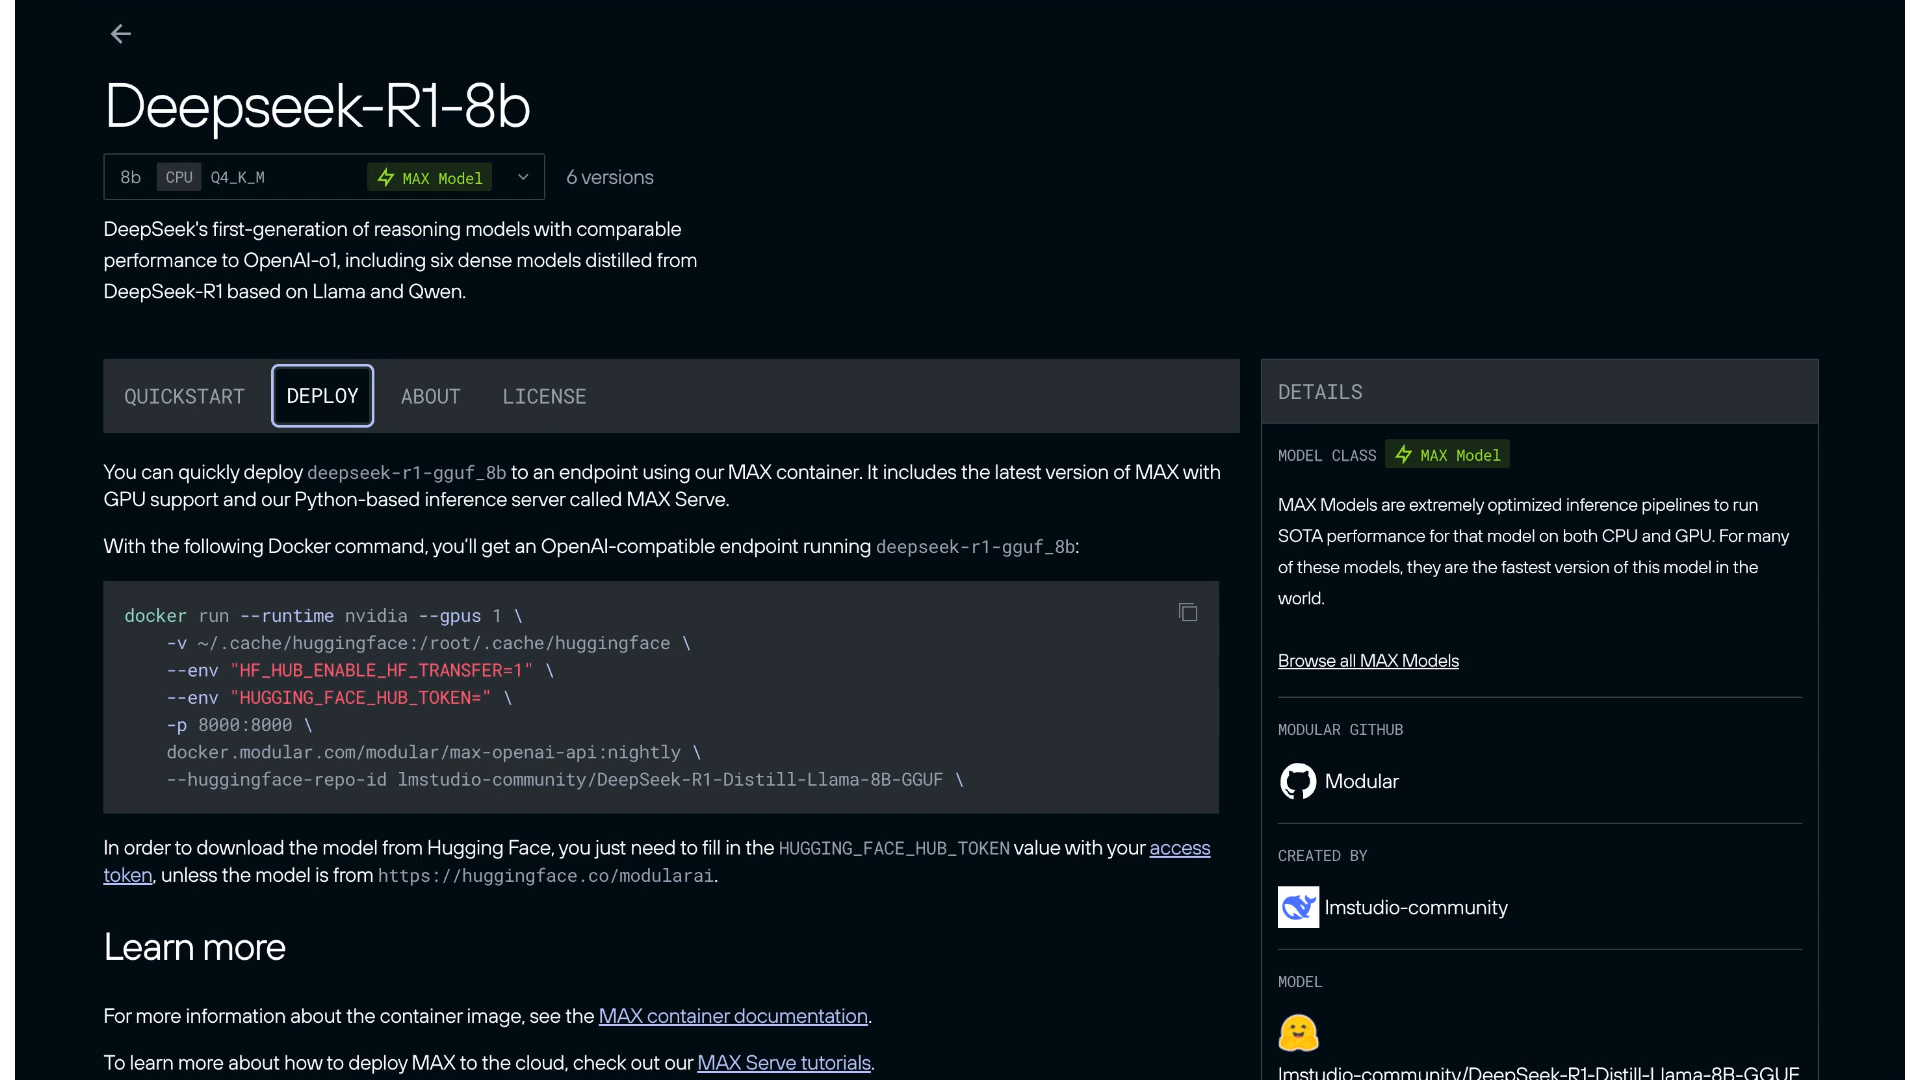 Deepseek-R1-8b
8b CPU Q4_K_M MAX Model 6 versions
DeepSeek's first-generation of reasoning models with comparable
performance to OpenAI-o1, including six dense models distilled from
DeepSeek-R1 based on Llama and Qwen.
QUICKSTART DEPLOY ABOUT LICENSE
You can quickly deploy deepseek-r1-gguf_8b to an endpoint using our MAX container. It includes the latest version of MAX with
GPU support and our Python-based inference server called MAX Serve.
With the following Docker command, you’ll get an OpenAI-compatible endpoint running deepseek-r1-gguf_8b:
docker run --runtime nvidia --gpus 1 \
-v ~/.cache/huggingface:/root/.cache/huggingface \
--env "HF_HUB_ENABLE_HF_TRANSFER=1" \
--env "HUGGING_FACE_HUB_TOKEN=" \
-p 8000:8000 \
docker.modular.com/modular/max-openai-api:nightly \
--huggingface-repo-id lmstudio-community/DeepSeek-R1-Distill-Llama-8B-GGUF \
In order to download the model from Hugging Face, you just need to fill in the HUGGING_FACE_HUB_TOKEN value with your access
token, unless the model is from https://huggingface.co/modularai.
Learn more
For more information about the container image, see the MAX container documentation.
To learn more about how to deploy MAX to the cloud, check out our MAX Serve tutorials.
DETAILS
MODEL CLASS MAX Model
MAX Models are extremely optimized inference pipelines to run
SOTA performance for that model on both CPU and GPU. For many
of these models, they are the fastest version of this model in the
world.
Browse all MAX Models
MODULAR GITHUB
Modular
CREATED BY
lmstudio-community
MODEL
lmstudio-community/DeepSeek-R1-Distill-Llama-8B-GGUF